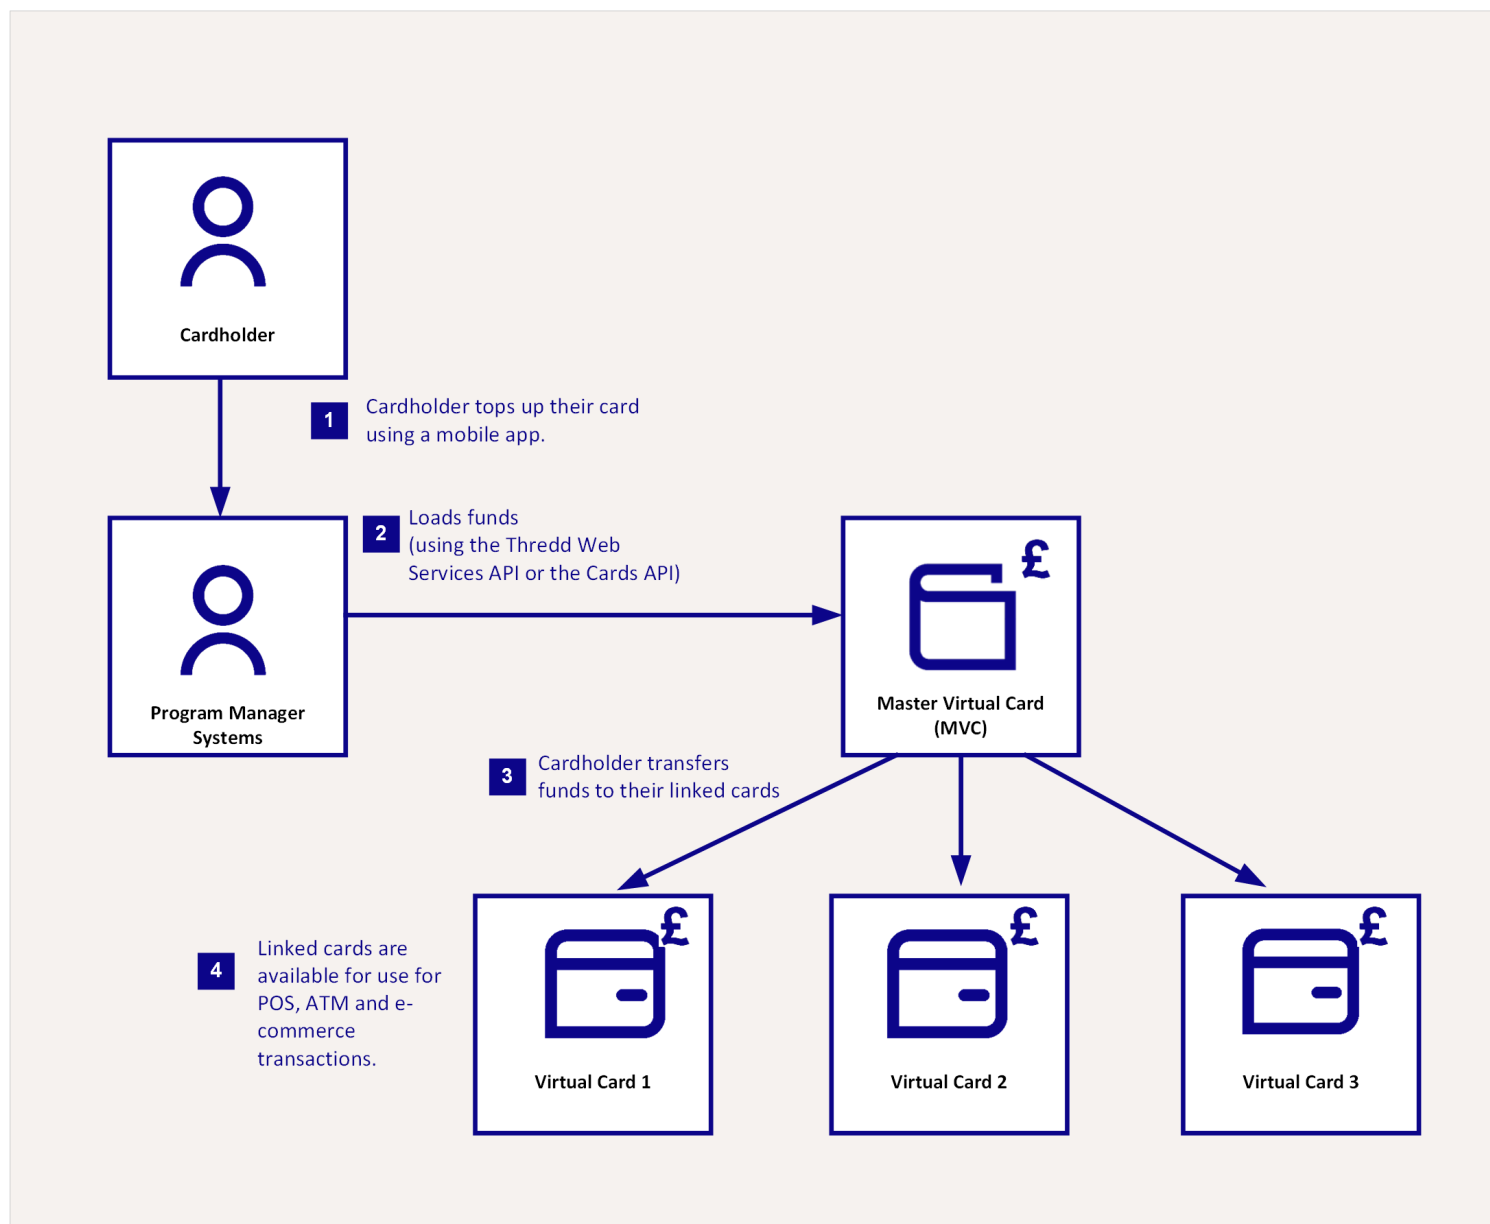 Cardholder
1
Cardholder tops up their card
using a mobile app.
2
Loads funds
(using the Thredd Web
Services API or the Cards API)
£
Program Manager
Systems
Master Virtual Card
(MVC)
3
Cardholder transfers
funds to their linked cards
4
Linked cards are
available for use for
POS, ATM and e-
commerce
transactions.
£
£
£
Virtual Card 1
Virtual Card 2
Virtual Card 3